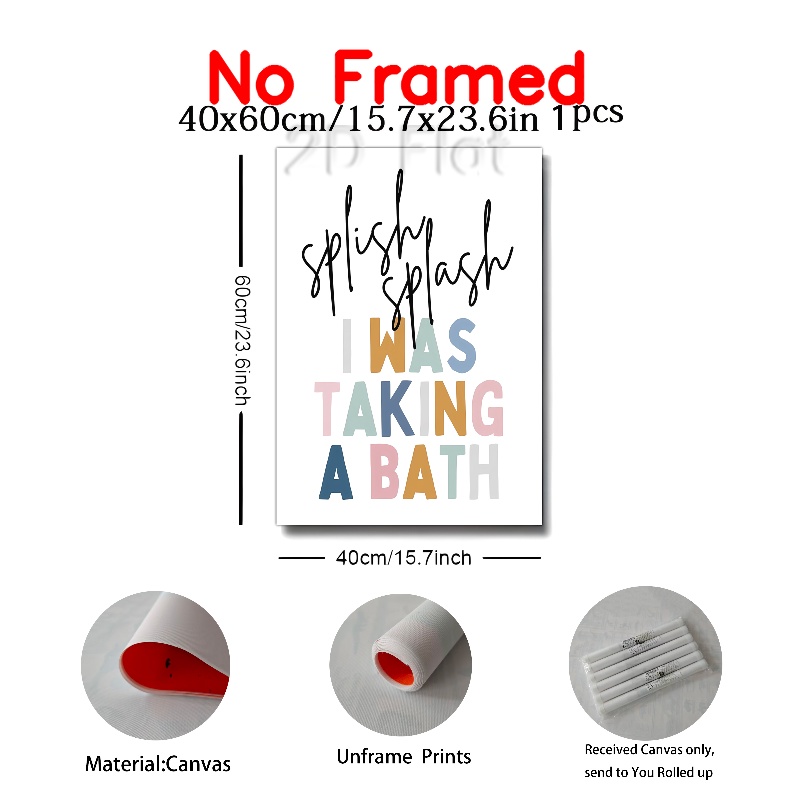 No Framed
40x60cm/15.7x23.6in 1pcs
2D Flat
splish
splash
I WAS
TAKING
A BATH
60cm/23.6inch
40cm/15.7inch
Material:Canvas
Unframe Prints
Received Canvas only,
send to You Rolled up